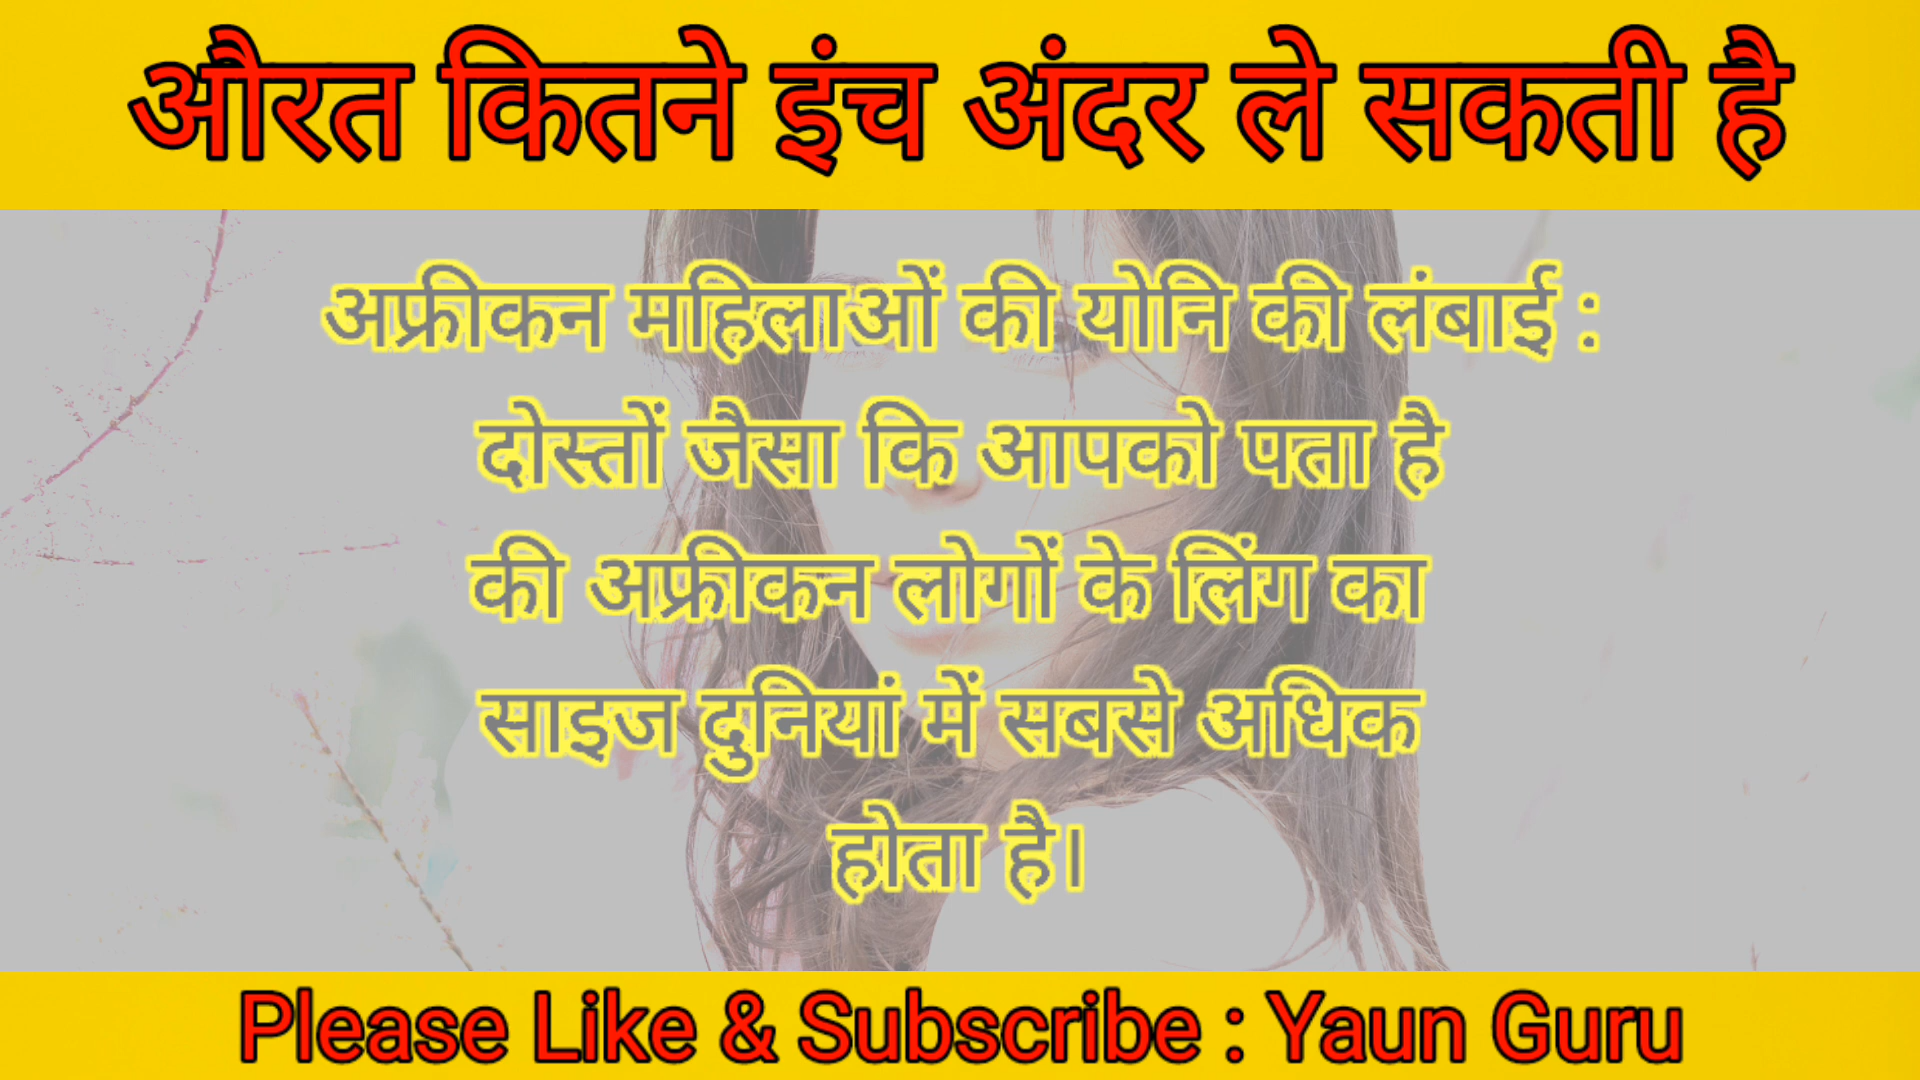 औरत कितने इंच अंदर ले सकती है
अफ्रीकन महिलाओं की योनि की लंबाई :
दोस्तों जैसा कि आपको पता है
की अफ्रीकन लोगों के लिंग का
साइज दुनियां में सबसे अधिक
होता है।
Please Like & Subscribe : Yaun Guru